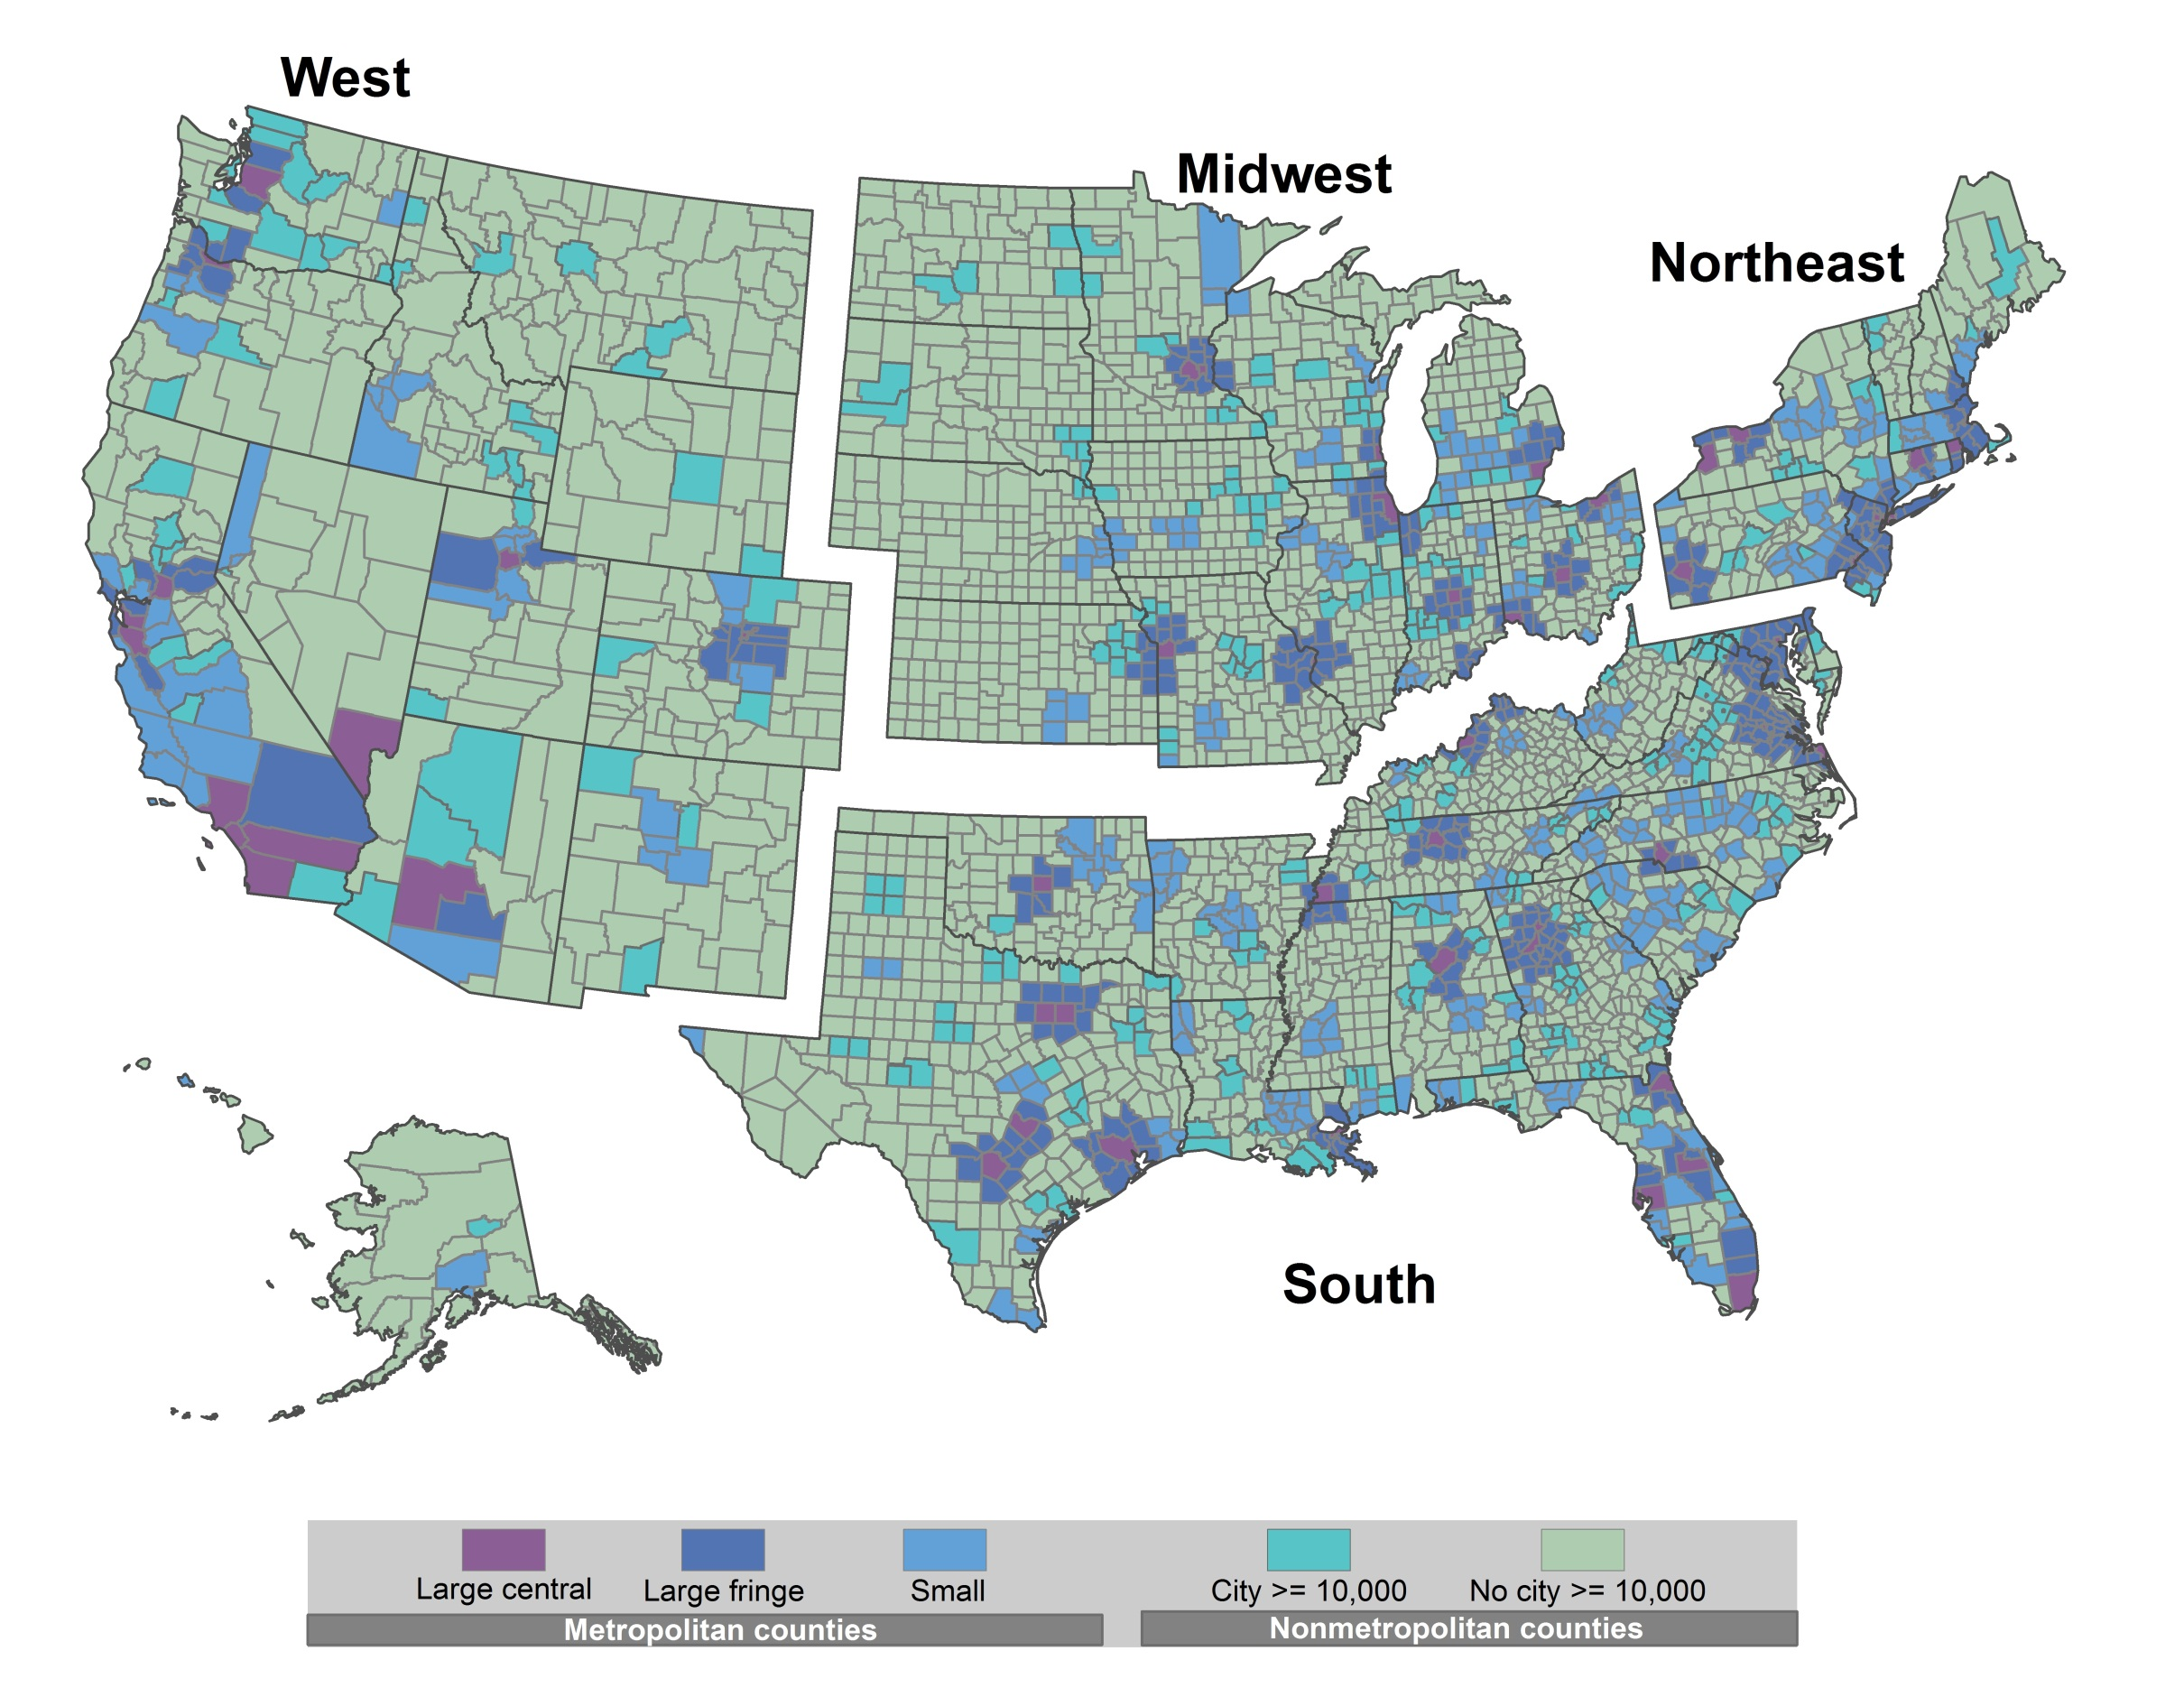 West
Midwest
Northeast
South
Large central
Large fringe
Small
City >= 10,000
No city >= 10,000
Metropolitan counties
Nonmetropolitan counties